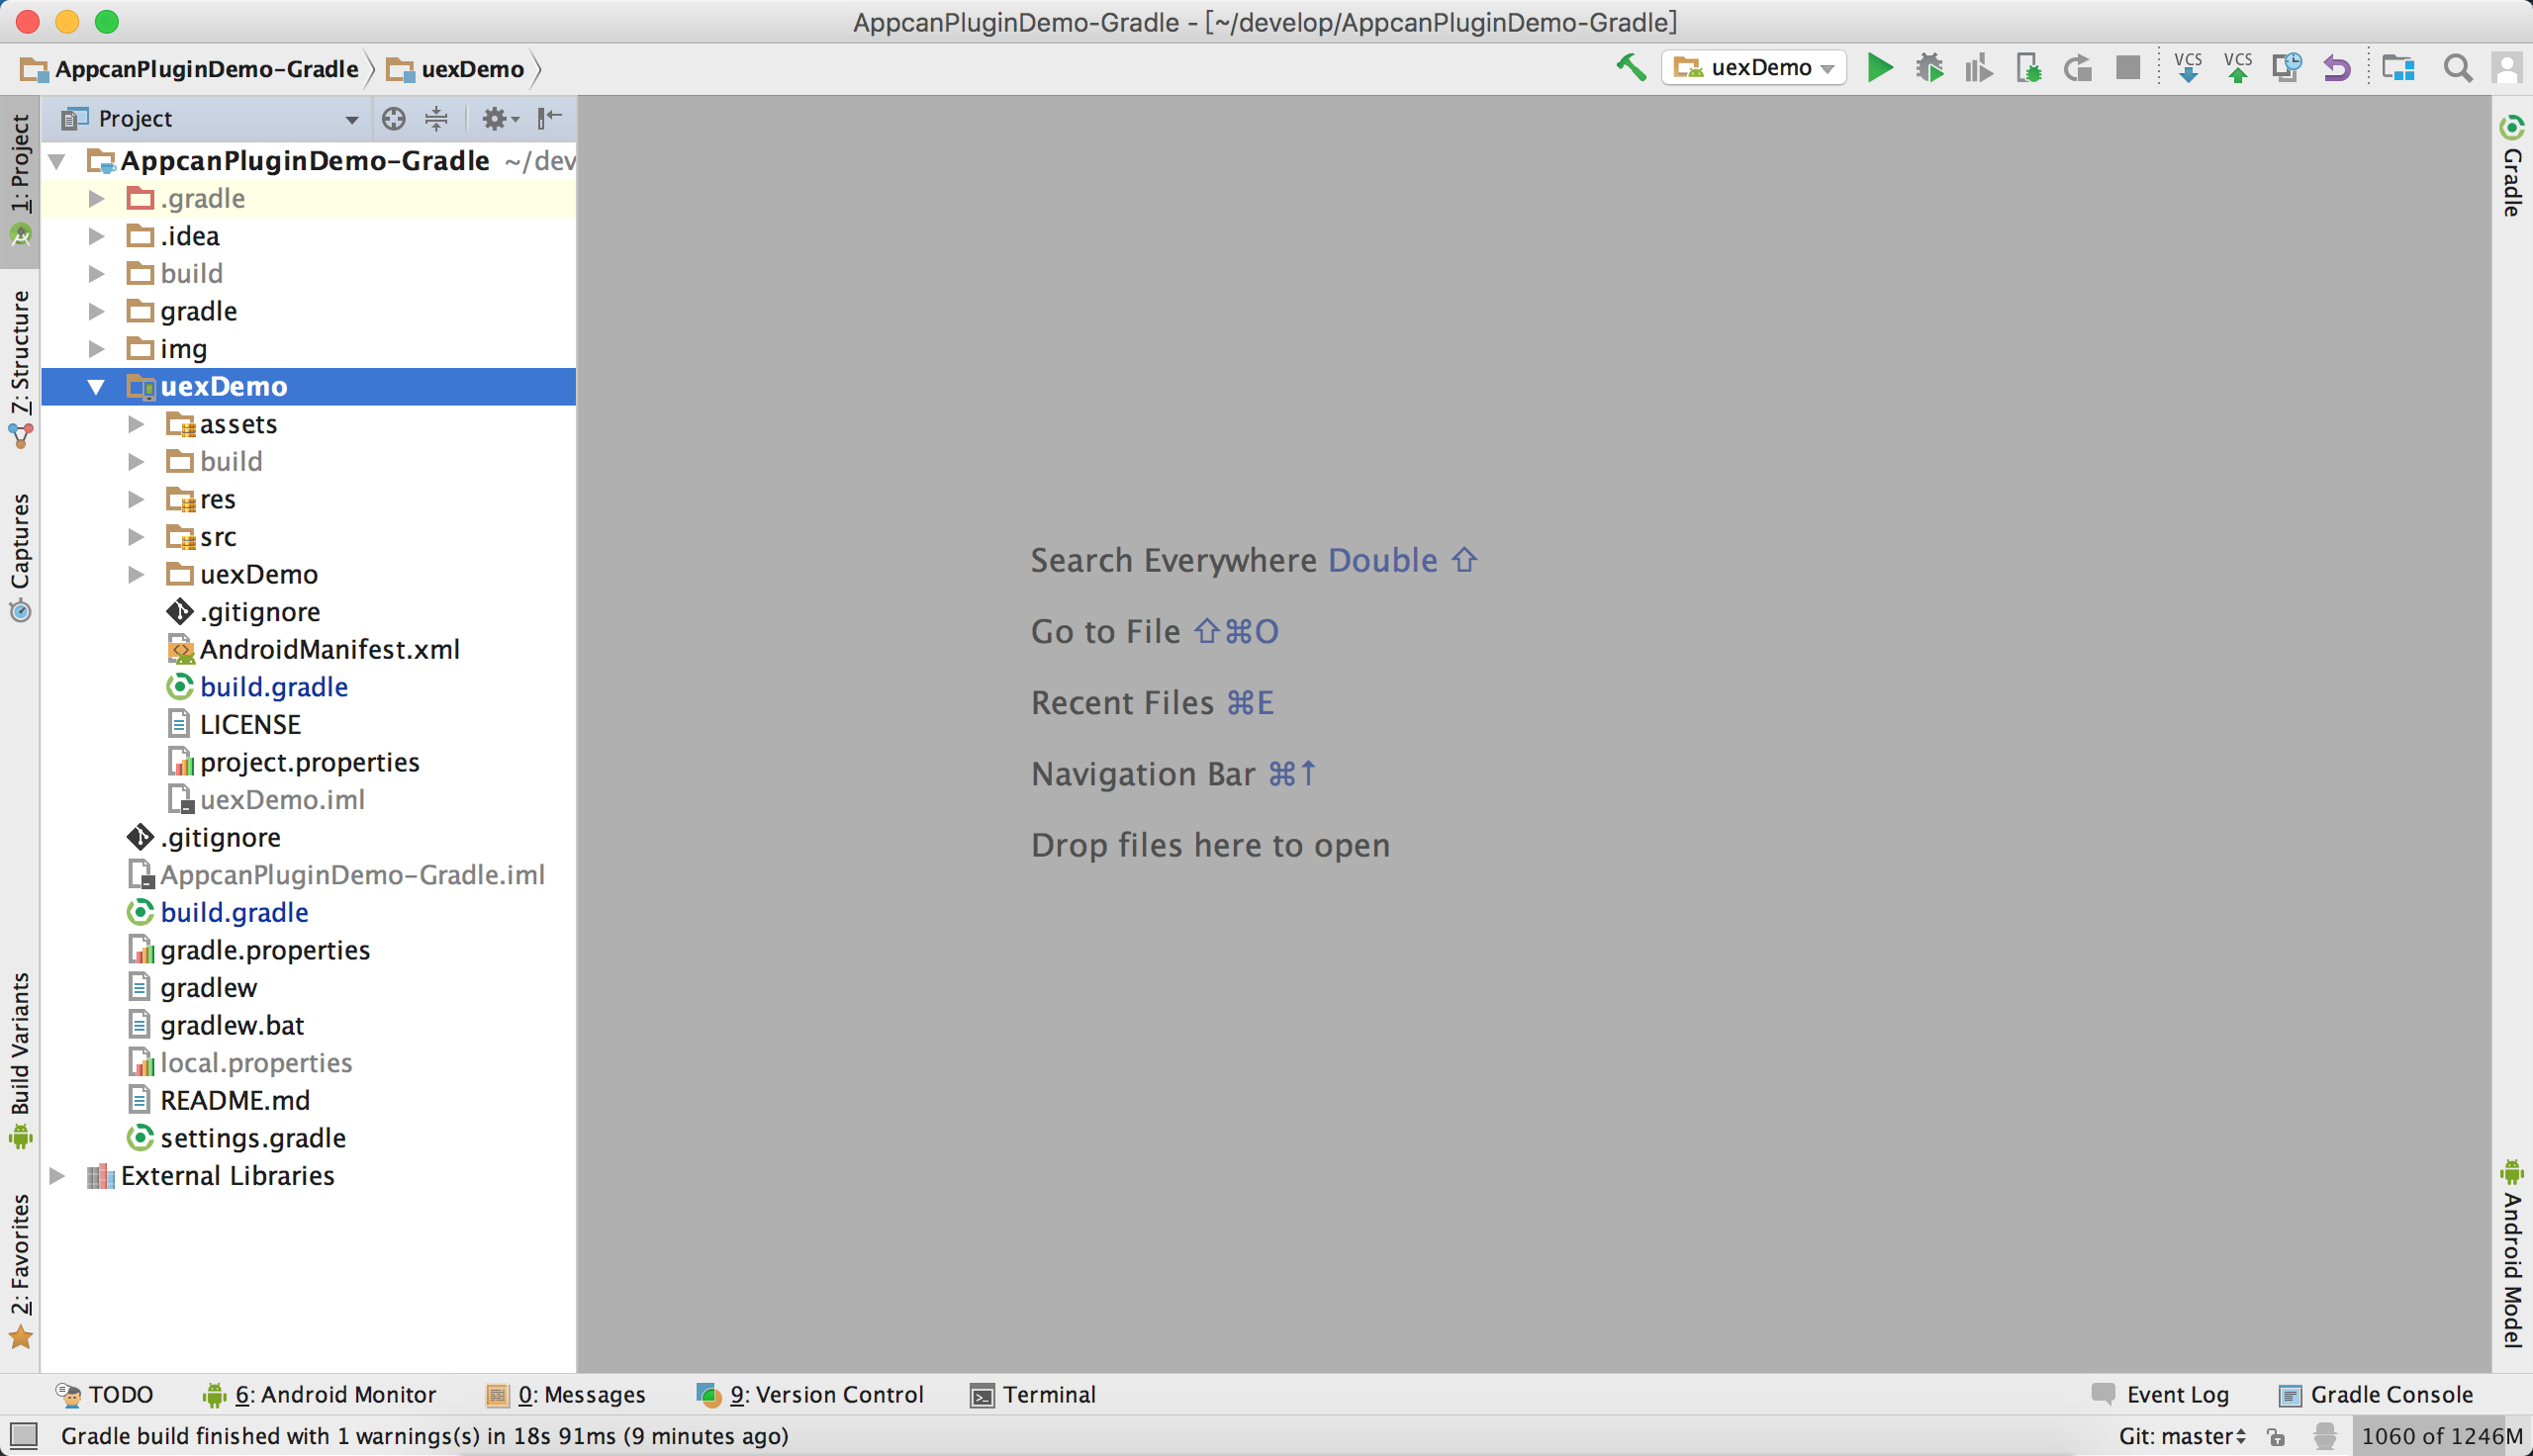 AppcanPluginDemo-Gradle - [~/develop/AppcanPluginDemo-Gradle]
AppcanPluginDemo-Gradle uexDemo
uexDemo
VCS VCS
1: Project
Z: Structure
Captures
Build Variants
2: Favorites
Project
AppcanPluginDemo-Gradle ~/dev
.gradle
.idea
build
gradle
img
uexDemo
assets
build
res
src
uexDemo
.gitignore
AndroidManifest.xml
build.gradle
LICENSE
project.properties
uexDemo.iml
.gitignore
AppcanPluginDemo-Gradle.iml
build.gradle
gradle.properties
gradlew
gradlew.bat
local.properties
README.md
settings.gradle
External Libraries
Search Everywhere Double ⇧
Go to File ⇧⌘O
Recent Files ⌘E
Navigation Bar ⌘↑
Drop files here to open
Gradle
Android Model
TODO 6: Android Monitor 0: Messages 9: Version Control Terminal Event Log Gradle Console
Gradle build finished with 1 warnings(s) in 18s 91ms (9 minutes ago) Git: master 1060 of 1246M